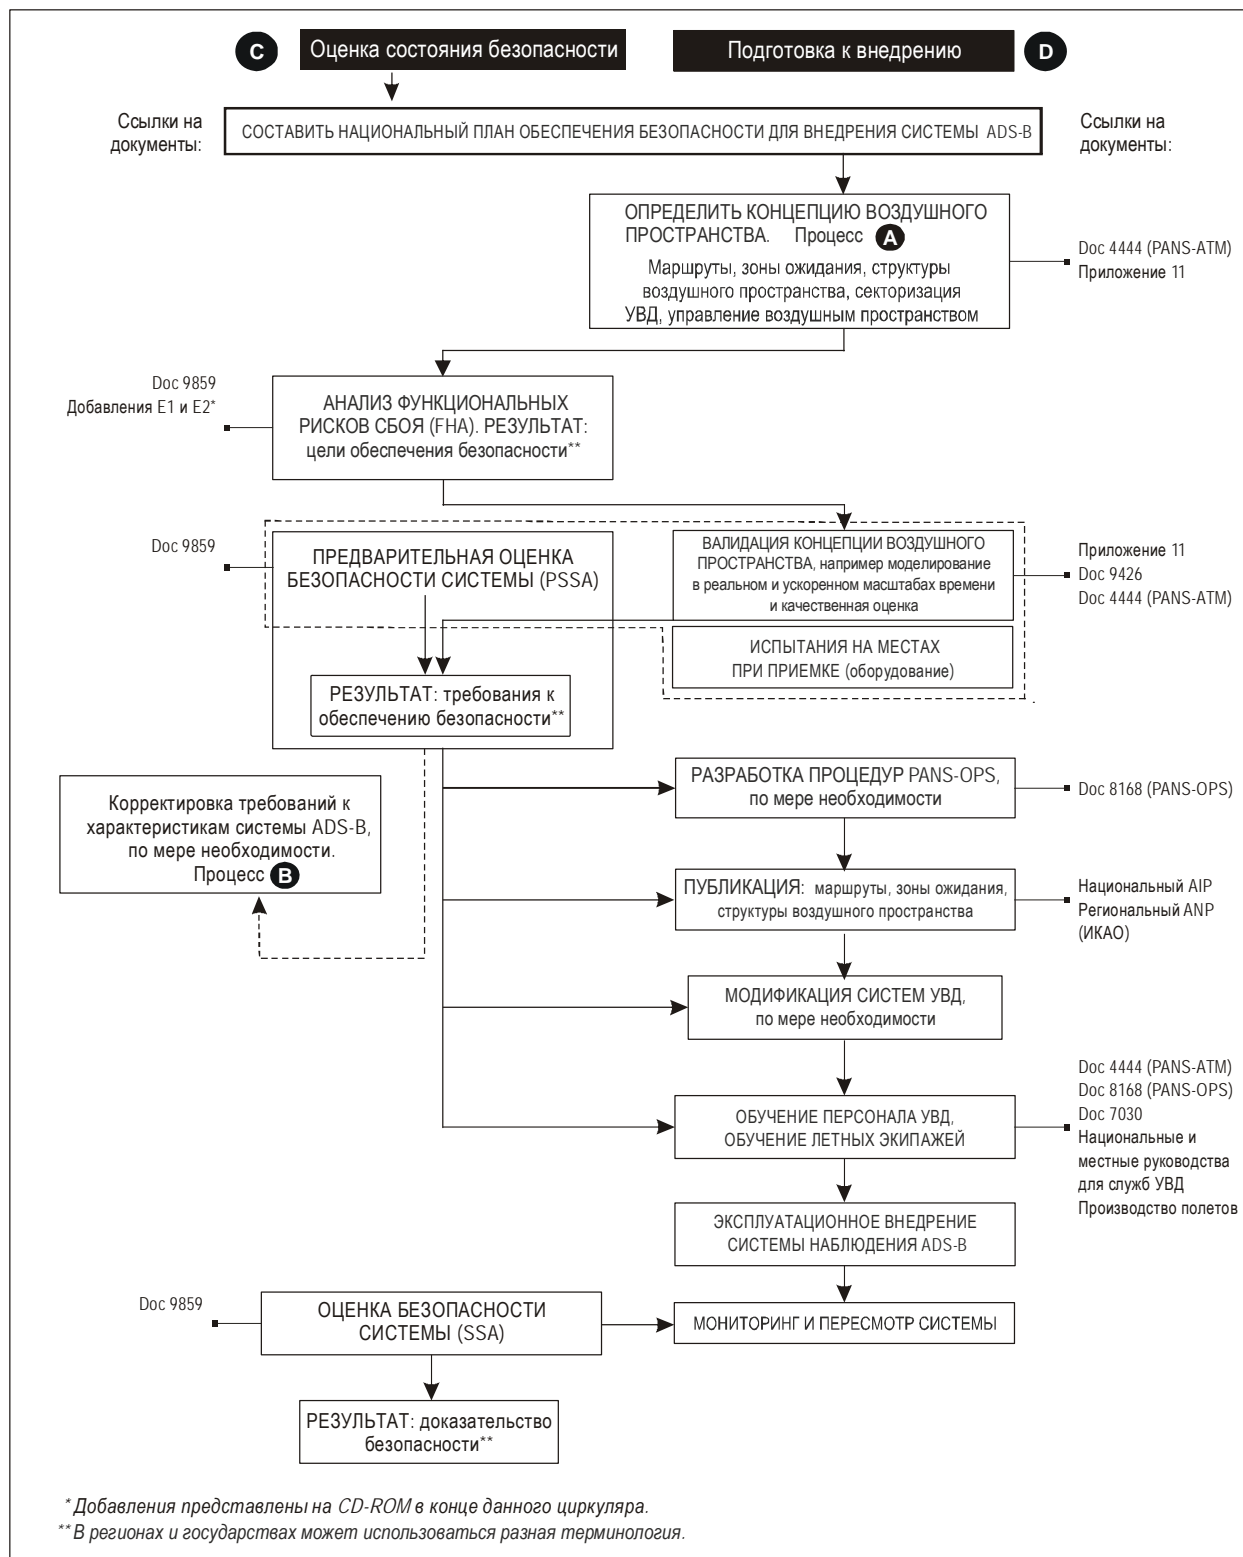 C Оценка состояния безопасности
Подготовка к внедрению D
Ссылки на
документы:
СОСТАВИТЬ НАЦИОНАЛЬНЫЙ ПЛАН ОБЕСПЕЧЕНИЯ БЕЗОПАСНОСТИ ДЛЯ ВНЕДРЕНИЯ СИСТЕМЫ ADS-B
Ссылки на
документы:
ОПРЕДЕЛИТЬ КОНЦЕПЦИЮ ВОЗДУШНОГО
ПРОСТРАНСТВА. Процесс A
Маршруты, зоны ожидания, структуры
воздушного пространства, секторизация
УВД, управление воздушным пространством
Doc 4444 (PANS-ATM)
Приложение 11
Doc 9859
Добавления E1 и E2*
АНАЛИЗ ФУНКЦИОНАЛЬНЫХ
РИСКОВ СБОЯ (FHA). РЕЗУЛЬТАТ:
цели обеспечения безопасности**
Doc 9859
ПРЕДВАРИТЕЛЬНАЯ ОЦЕНКА
БЕЗОПАСНОСТИ СИСТЕМЫ (PSSA)
ВАЛИДАЦИЯ КОНЦЕПЦИИ ВОЗДУШНОГО
ПРОСТРАНСТВА, например моделирование
в реальном и ускоренном масштабах времени
и качественная оценка
Приложение 11
Doc 9426
Doc 4444 (PANS-ATM)
ИСПЫТАНИЯ НА МЕСТАХ
ПРИ ПРИЕМКЕ (оборудование)
РЕЗУЛЬТАТ: требования к
обеспечению безопасности**
РАЗРАБОТКА ПРОЦЕДУР PANS-OPS,
по мере необходимости
Doc 8168 (PANS-OPS)
Корректировка требований к
характеристикам системы ADS-B,
по мере необходимости.
Процесс B
ПУБЛИКАЦИЯ: маршруты, зоны ожидания,
структуры воздушного пространства
Национальный AIP
Региональный ANP
(ИКАО)
МОДИФИКАЦИЯ СИСТЕМ УВД,
по мере необходимости
ОБУЧЕНИЕ ПЕРСОНАЛА УВД,
ОБУЧЕНИЕ ЛЕТНЫХ ЭКИПАЖЕЙ
Doc 4444 (PANS-ATM)
Doc 8168 (PANS-OPS)
Doc 7030
Национальные и
местные руководства
для служб УВД
Производство полетов
ЭКСПЛУАТАЦИОННОЕ ВНЕДРЕНИЕ
СИСТЕМЫ НАБЛЮДЕНИЯ ADS-B
Doc 9859
ОЦЕНКА БЕЗОПАСНОСТИ
СИСТЕМЫ (SSA)
МОНИТОРИНГ И ПЕРЕСМОТР СИСТЕМЫ
РЕЗУЛЬТАТ: доказательство
безопасности**
* Добавления представлены на CD-ROM в конце данного циркуляра.
** В регионах и государствах может использоваться разная терминология.